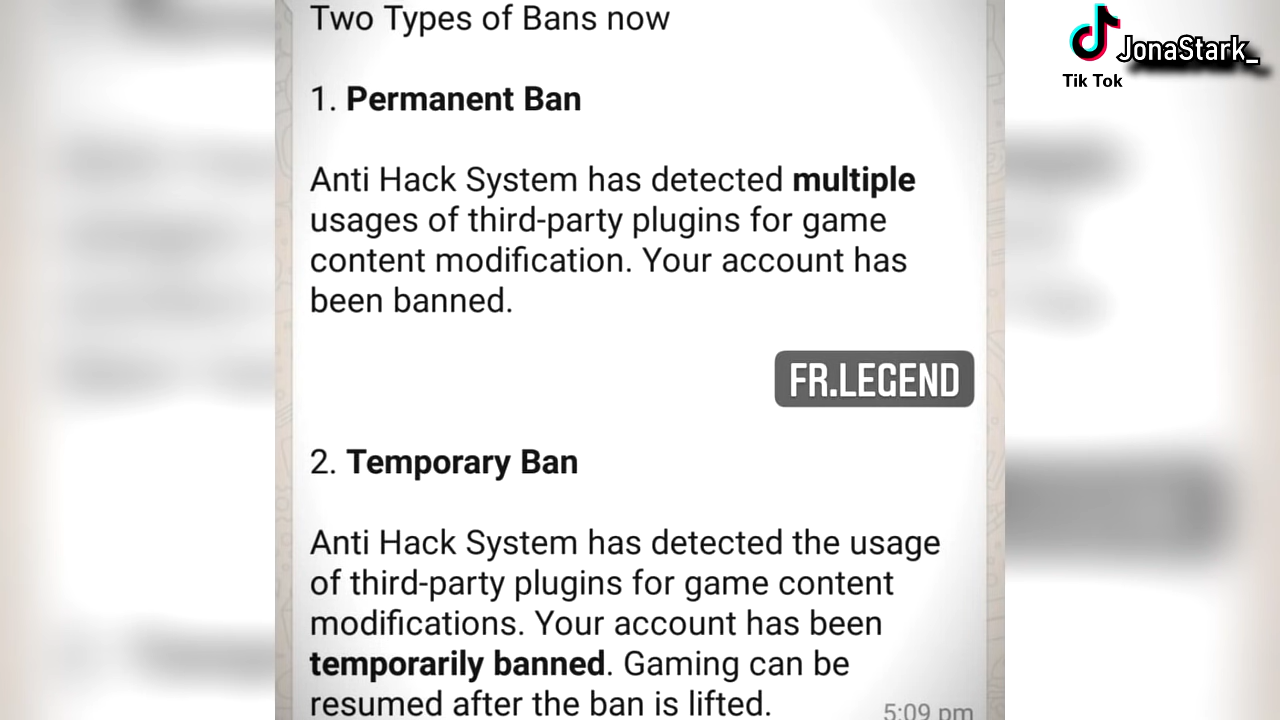 Two Types of Bans now
1. Permanent Ban
Anti Hack System has detected multiple
usages of third-party plugins for game
content modification. Your account has
been banned.
FR.LEGEND
2. Temporary Ban
Anti Hack System has detected the usage
of third-party plugins for game content
modifications. Your account has been
temporarily banned. Gaming can be
resumed after the ban is lifted.
5:09 pm
JonaStark_
Tik Tok